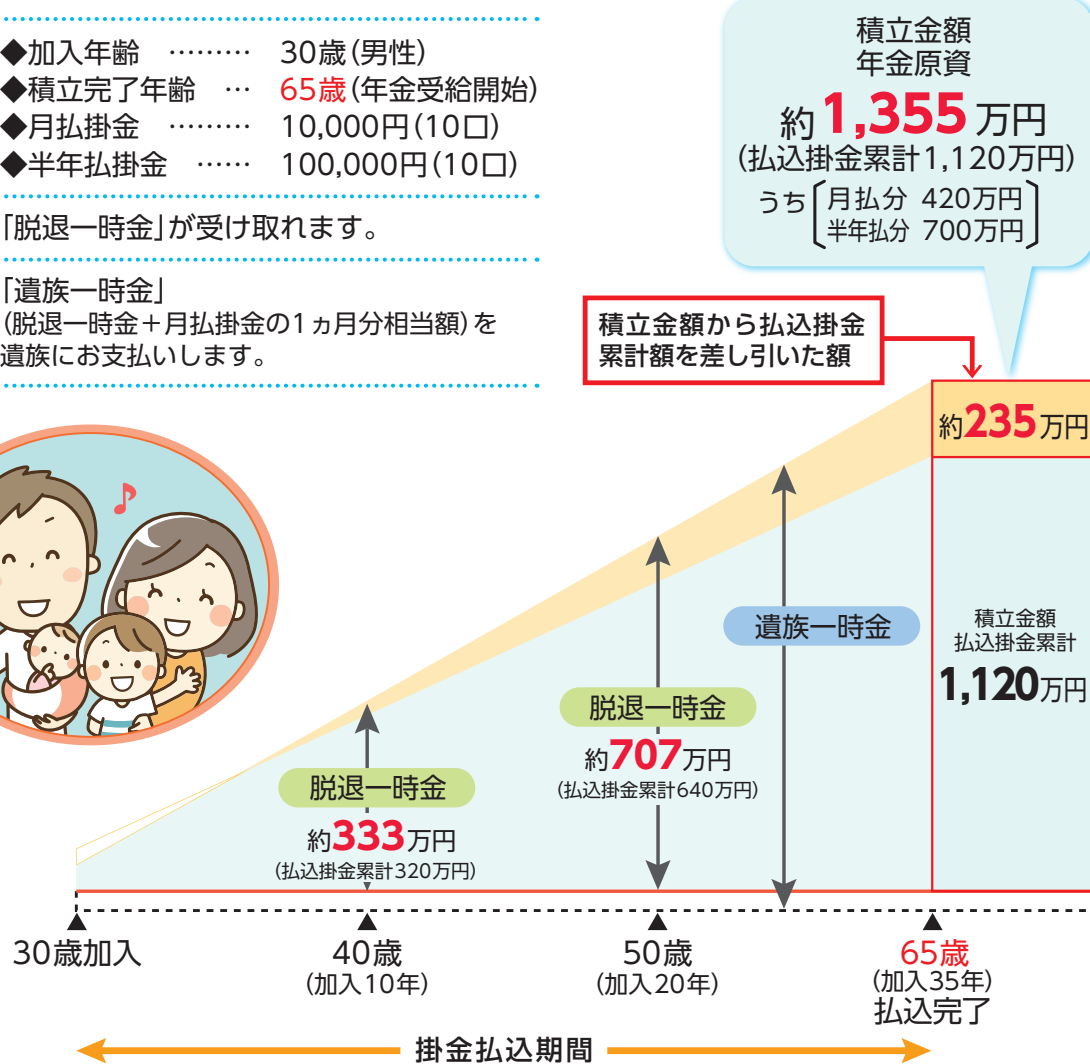 ◆加入年齢 ……… 30歳(男性)
◆積立完了年齢 … 65歳(年金受給開始)
◆月払掛金 ……… 10,000円(10口)
◆半年払掛金 …… 100,000円(10口)
「脱退一時金」が受け取れます。
「遺族一時金」
(脱退一時金+月払掛金の1ヵ月分相当額)を
遺族にお支払いします。
積立金額
年金原資
約1,355万円
(払込掛金累計1,120万円)
うち[月払分 420万円
半年払分 700万円]
積立金額から払込掛金
累計額を差し引いた額
約235万円
積立金額
払込掛金累計
1,120万円
遺族一時金
脱退一時金
約707万円
(払込掛金累計640万円)
脱退一時金
約333万円
(払込掛金累計320万円)
30歳加入
40歳
(加入10年)
50歳
(加入20年)
65歳
(加入35年)
払込完了
掛金払込期間